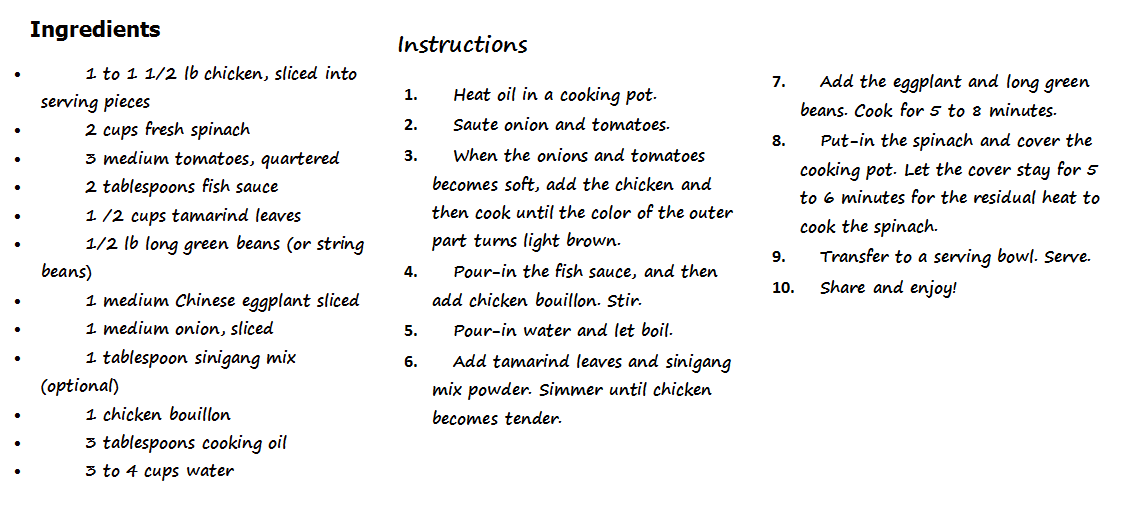 Ingredients
• 1 to 1 1/2 lb chicken, sliced into
serving pieces
• 2 cups fresh spinach
• 3 medium tomatoes, quartered
• 2 tablespoons fish sauce
• 1 /2 cups tamarind leaves
• 1/2 lb long green beans (or string
beans)
• 1 medium Chinese eggplant sliced
• 1 medium onion, sliced
• 1 tablespoon sinigang mix
(optional)
• 1 chicken bouillon
• 3 tablespoons cooking oil
• 3 to 4 cups water
Instructions
1. Heat oil in a cooking pot.
2. Saute onion and tomatoes.
3. When the onions and tomatoes
becomes soft, add the chicken and
then cook until the color of the outer
part turns light brown.
4. Pour-in the fish sauce, and then
add chicken bouillon. Stir.
5. Pour-in water and let boil.
6. Add tamarind leaves and sinigang
mix powder. Simmer until chicken
becomes tender.
7. Add the eggplant and long green
beans. Cook for 5 to 8 minutes.
8. Put-in the spinach and cover the
cooking pot. Let the cover stay for 5
to 6 minutes for the residual heat to
cook the spinach.
9. Transfer to a serving bowl. Serve.
10. Share and enjoy!